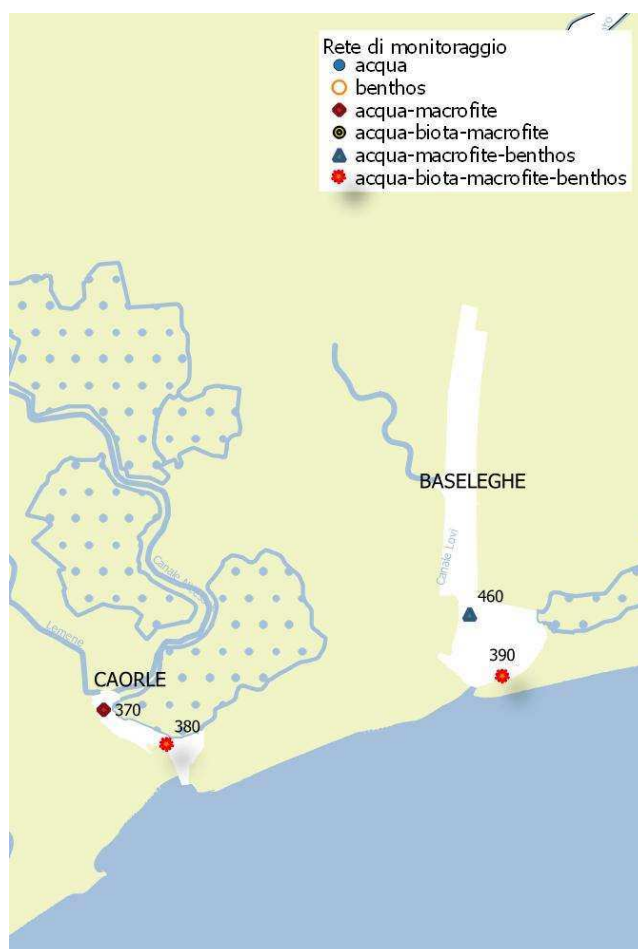 Rete di monitoraggio
acqua
benthos
acqua-macrofite
acqua-biota-macrofite
acqua-macrofite-benthos
acqua-biota-macrofite-benthos
BASELEGHE
Canale Lovi
460
390
Canale
Lemene
CAORLE
370
380